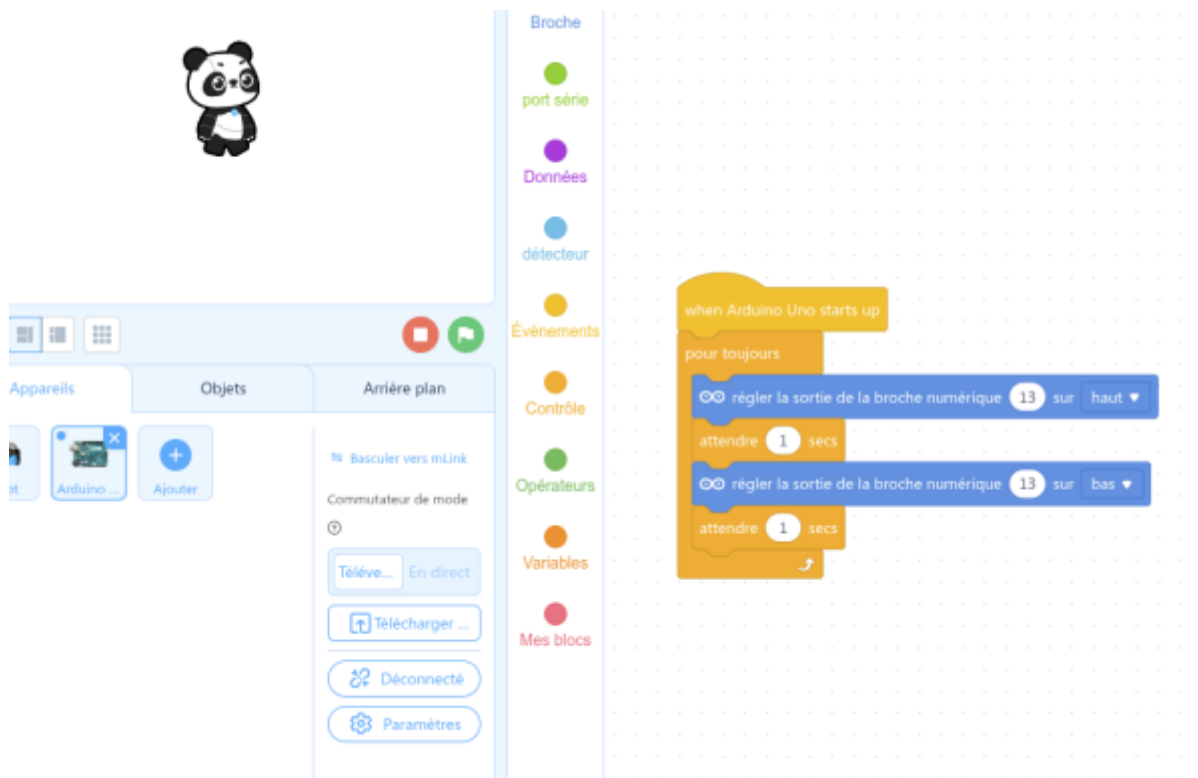 Broche
port série
Données
détecteur
Évènements
Contrôle
Opérateurs
Variables
Mes blocs
Appareils
Objets
Arrière plan
ot
Arduino ...
Ajouter
Basculer vers mLink
Commutateur de mode
Téléve...
En direct
Télécharger ...
Déconnecté
Paramètres
when Arduino Uno starts up
pour toujours
régler la sortie de la broche numérique 13 sur haut
attendre 1 secs
régler la sortie de la broche numérique 13 sur bas
attendre 1 secs